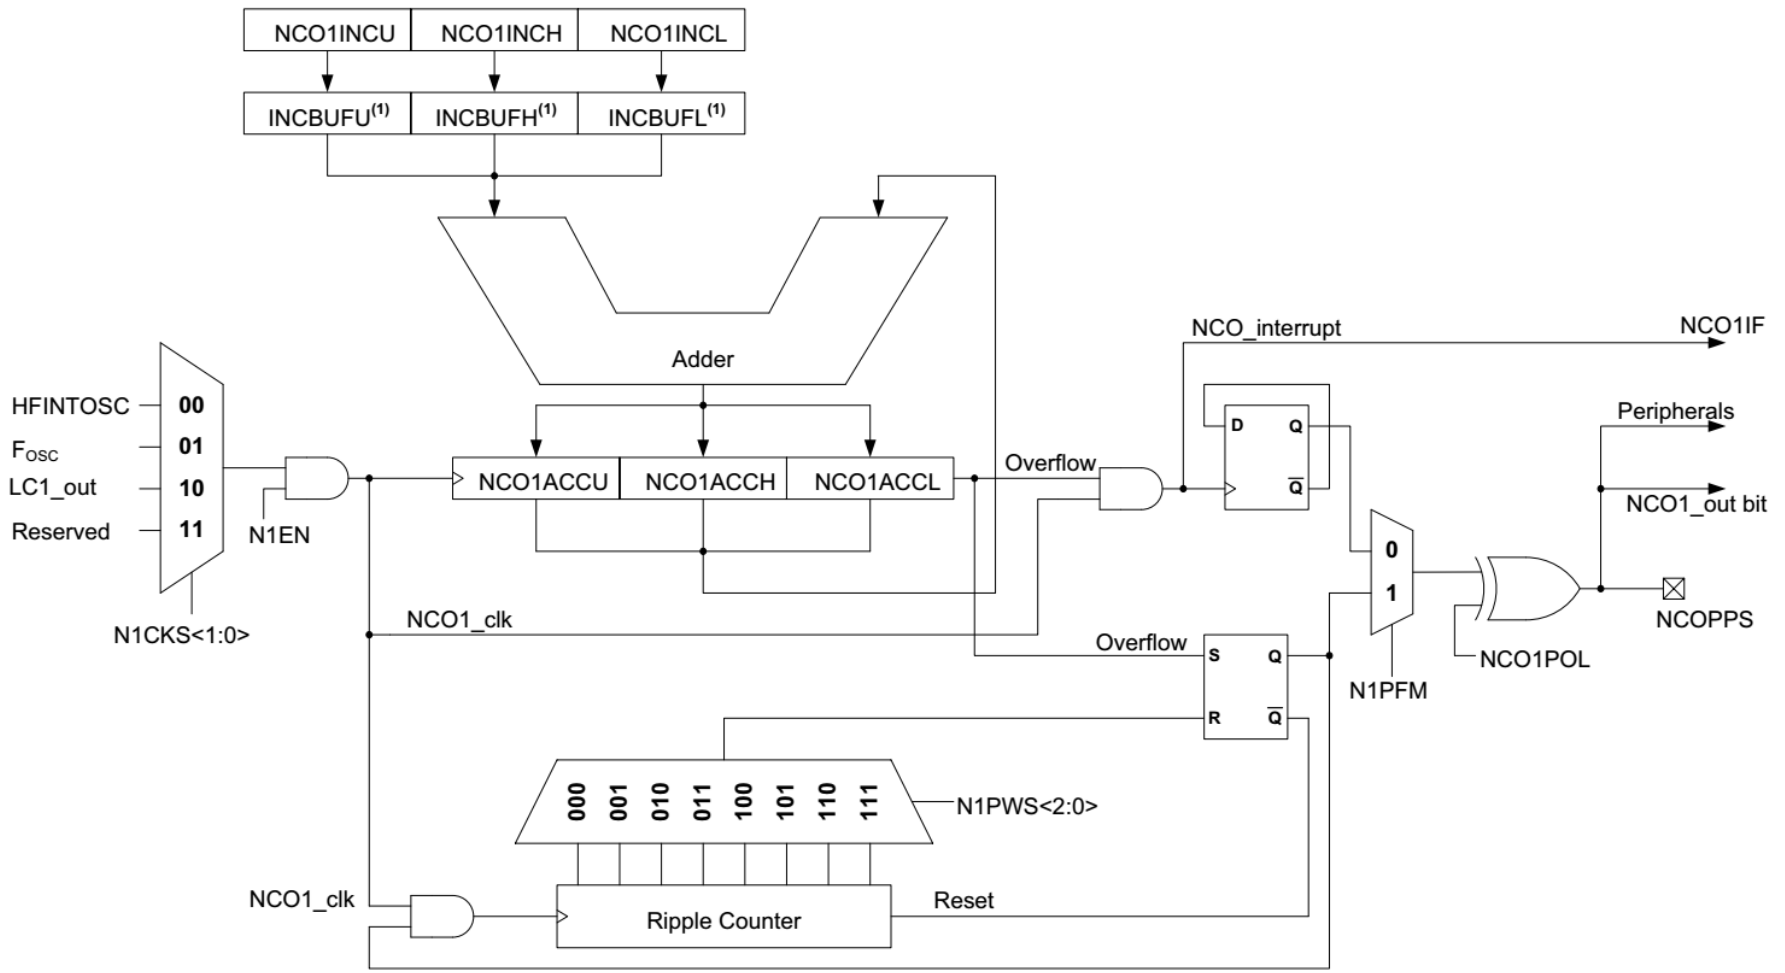 NCO1INCU NCO1INCH NCO1INCL
INCBUFU(1) INCBUFH(1) INCBUFL(1)
Adder
NCO_interrupt
NCO1IF
HFINTOSC
FOSC
LC1_out
Reserved
00
01
10
11
N1EN
N1CKS<1:0>
NCO1ACCU NCO1ACCH NCO1ACCL
Overflow
D Q
Q
Peripherals
NCO1_out bit
0
1
NCOPPS
NCO1POL
N1PFM
NCO1_clk
Overflow
S Q
R Q
000 001 010 011 100 101 110 111
N1PWS<2:0>
NCO1_clk
Ripple Counter
Reset